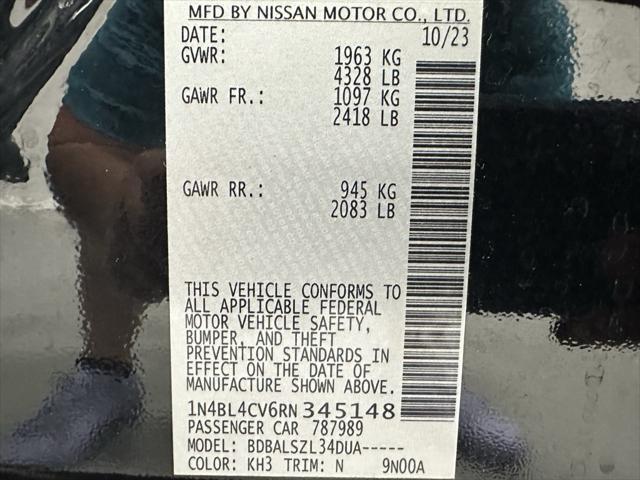 MFD BY NISSAN MOTOR CO., LTD.
DATE: 10/23
GVWR: 1963 KG
4328 LB
GAWR FR.: 1097 KG
2418 LB
GAWR RR.: 945 KG
2083 LB
THIS VEHICLE CONFORMS TO
ALL APPLICABLE FEDERAL
MOTOR VEHICLE SAFETY,
BUMPER, AND THEFT
PREVENTION STANDARDS IN
EFFECT ON THE DATE OF
MANUFACTURE SHOWN ABOVE.
1N4BL4CV6RN345148
PASSENGER CAR 787989
MODEL: BDBALSZL34DUA-----
COLOR: KH3 TRIM: N 9N00A